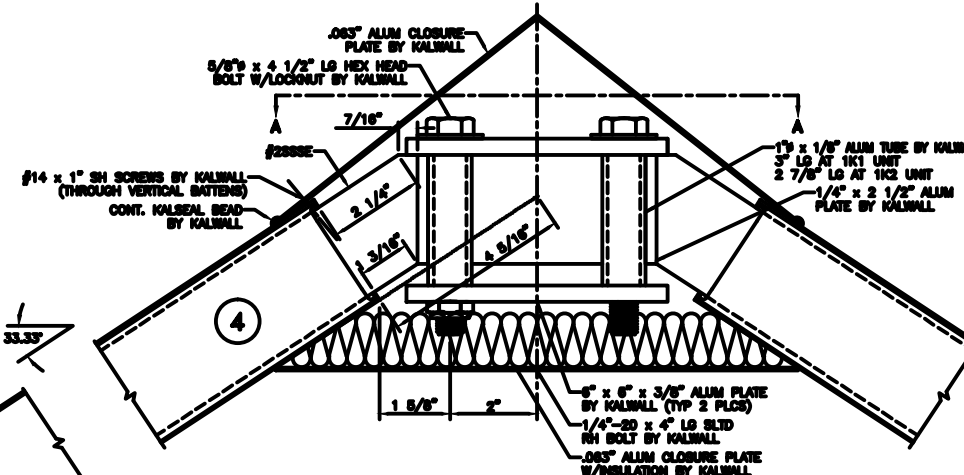 .063" ALUM CLOSURE
PLATE BY KALWALL
5/8"ø x 4 1/2" LG HEX HEAD
BOLT W/LOCKNUT BY KALWALL
A
A
7/16"
#14 x 1" SH SCREWS BY KALWALL
(THROUGH VERTICAL BATTENS)
CONT. KALSEAL BEAD
BY KALWALL
2 1/4"
1 3/16"
4 5/16"
1"ø x 1/8" ALUM TUBE BY KALW
3" LG AT 1K1 UNIT
2 7/8" LG AT 1K2 UNIT
1/4" x 2 1/2" ALUM
PLATE BY KALWALL
4
33.33°
1 5/8"
2"
6" x 6" x 3/8" ALUM PLATE
BY KALWALL (TYP 2 PLCS)
1/4"-20 x 4" LG SLTD
RH BOLT BY KALWALL
.063" ALUM CLOSURE PLATE
W/INSULATION BY KALWALL